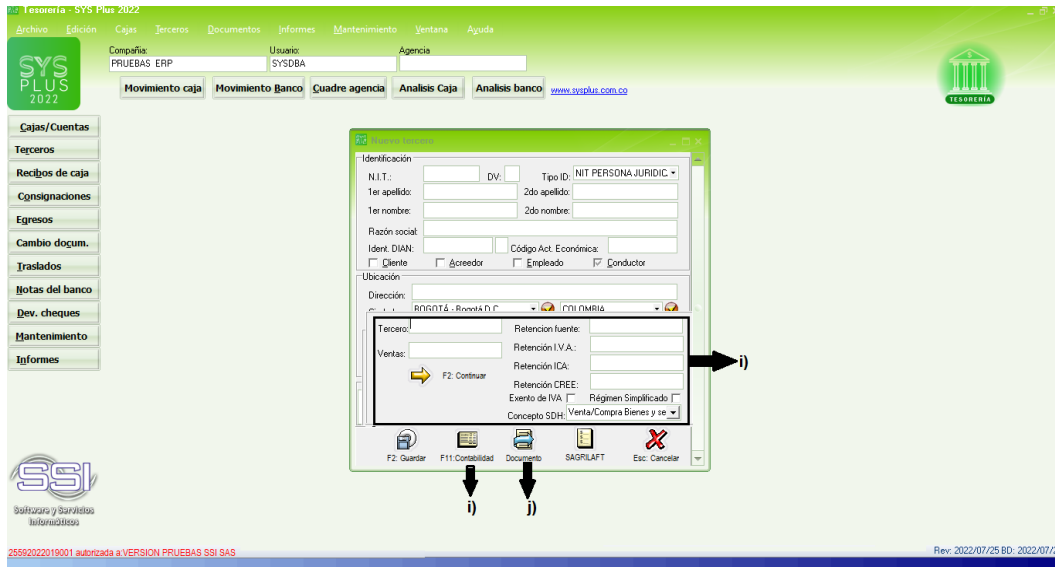 Tesorería - SYS Plus 2022
Archivo Edición Cajas Terceros Documentos Informes Mantenimiento Ventana Ayuda
Compañia: Usuario: Agencia
PRUEBAS ERP SYSDBA
SYS
PLUS
2022
TESORERÍA
Movimiento caja Movimiento Banco Cuadre agencia Analisis Caja Analisis banco www.sysplus.com.co
Cajas/Cuentas
Terceros
Recibos de caja
Consignaciones
Egresos
Cambio docum.
Traslados
Notas del banco
Dev. cheques
Mantenimiento
Informes
Nuevo tercero
Identificación
N.I.T.: DV: Tipo ID: NIT PERSONA JURIDIC
1er apellido: 2do apellido:
1er nombre: 2do nombre:
Razón social:
Ident. DIAN: Código Act. Económica:
Cliente Acreedor Empleado Conductor
Ubicación
Dirección:
BOGOTÁ - Bogotá D.C. COLOMBIA
Tercero: Retencion fuente:
Ventas: Retención I.V.A.:
Retención ICA:
F2: Continuar
Retención CREE:
Exento de IVA Régimen Simplificado
Concepto SDH: Venta/Compra Bienes y se
i)
F2: Guardar F11:Contabilidad Documento SAGRILAFT Esc: Cancelar
i) j)
SSI
Software y Servicios
Informáticos
25592022019001 autorizada a:VERSION PRUEBAS SSI SAS
Rev: 2022/07/25 BD: 2022/07/2